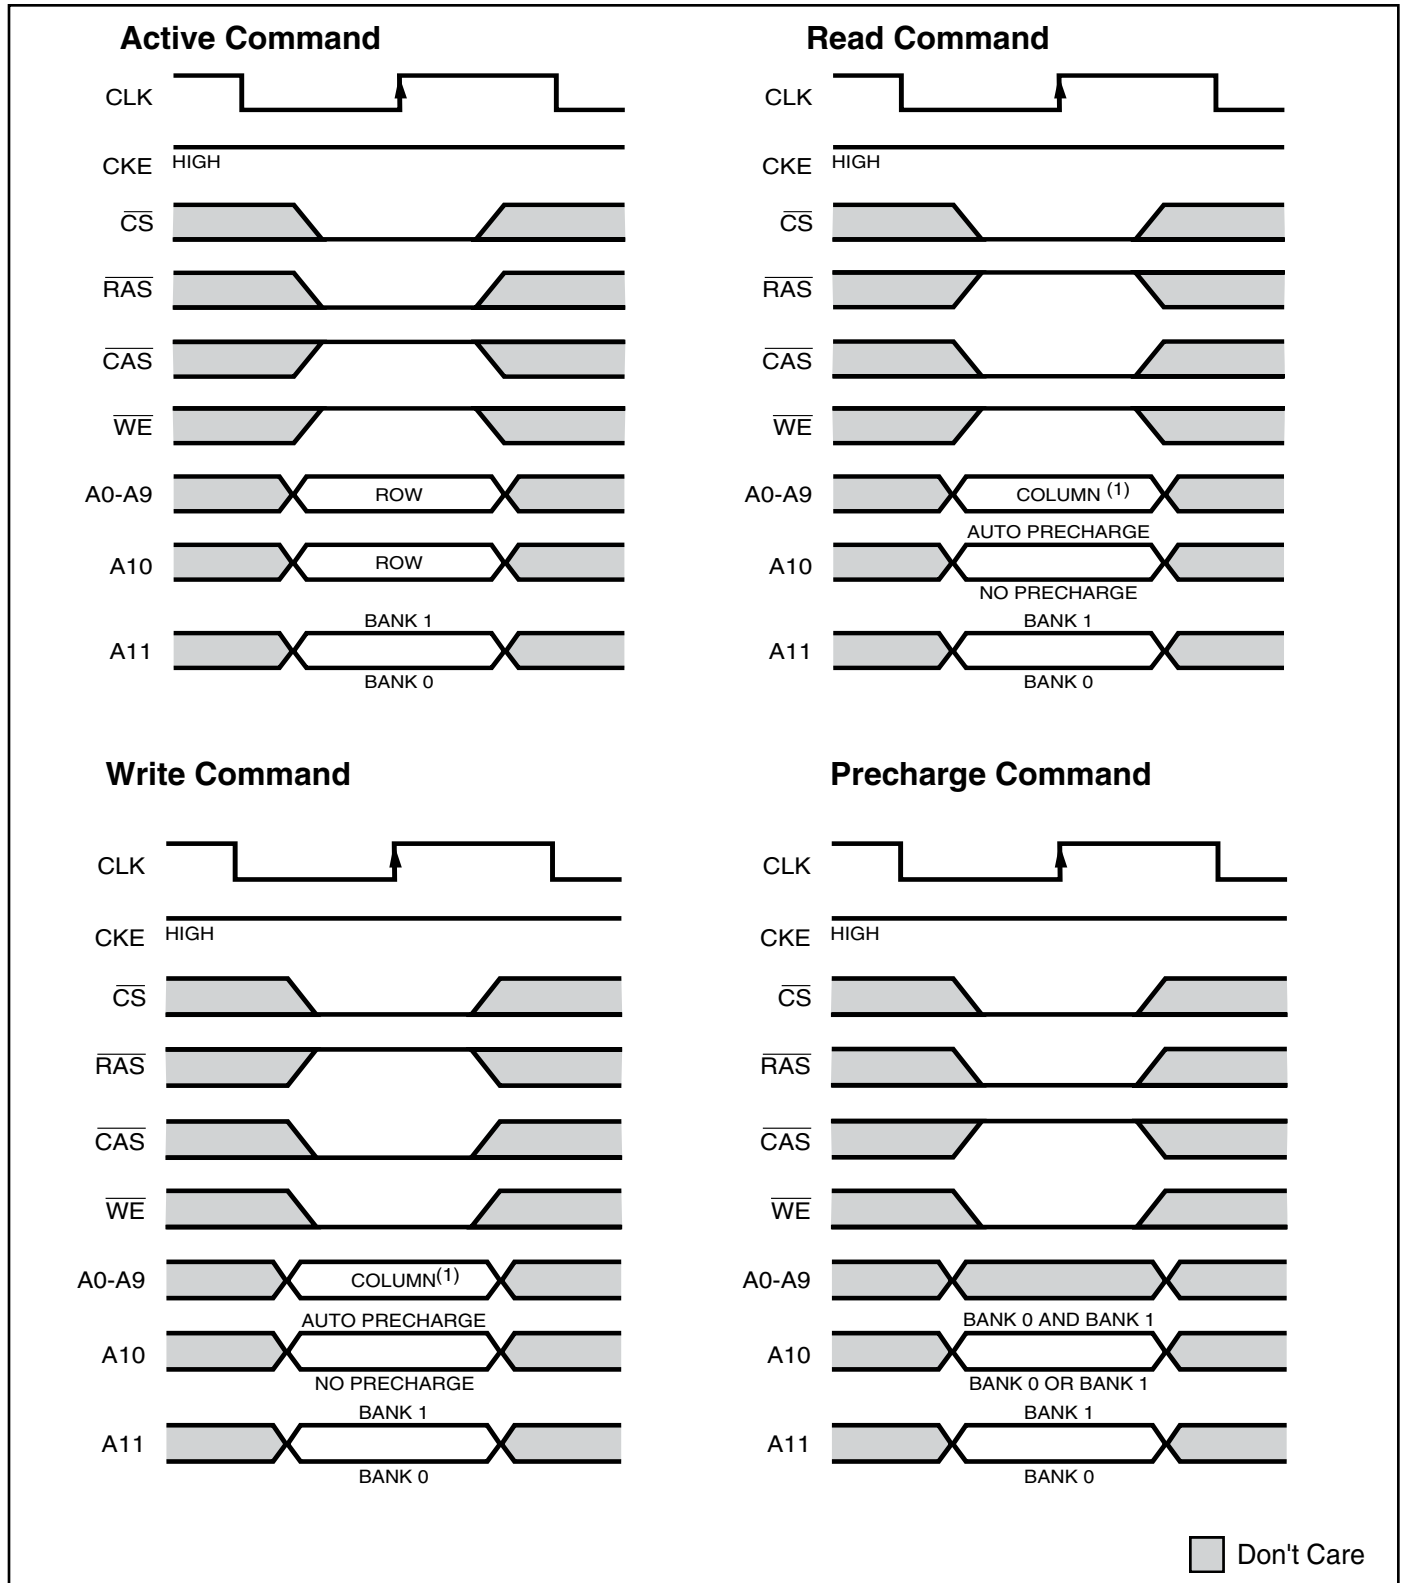 Active Command
CLK
CKE HIGH
CS
RAS
CAS
WE
A0-A9 ROW
A10 ROW
BANK 1
A11
BANK 0
Read Command
CLK
CKE HIGH
CS
RAS
CAS
WE
A0-A9 COLUMN (1)
AUTO PRECHARGE
A10
NO PRECHARGE
BANK 1
A11
BANK 0
Write Command
CLK
CKE HIGH
CS
RAS
CAS
WE
A0-A9 COLUMN(1)
AUTO PRECHARGE
A10
NO PRECHARGE
BANK 1
A11
BANK 0
Precharge Command
CLK
CKE HIGH
CS
RAS
CAS
WE
A0-A9
BANK 0 AND BANK 1
A10
BANK 0 OR BANK 1
BANK 1
A11
BANK 0
Don't Care